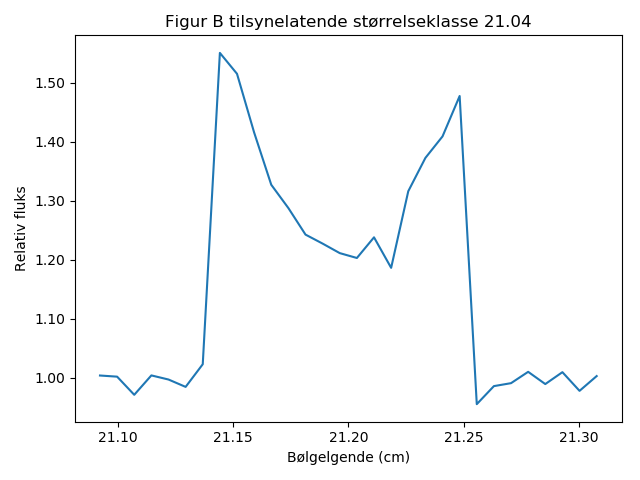 Figur B tilsynelatende størrelseklasse 21.04
1.50
1.40
1.30
1.20
1.10
1.00
Relativ fluks
21.10 21.15 21.20 21.25 21.30
Bølgelgende (cm)